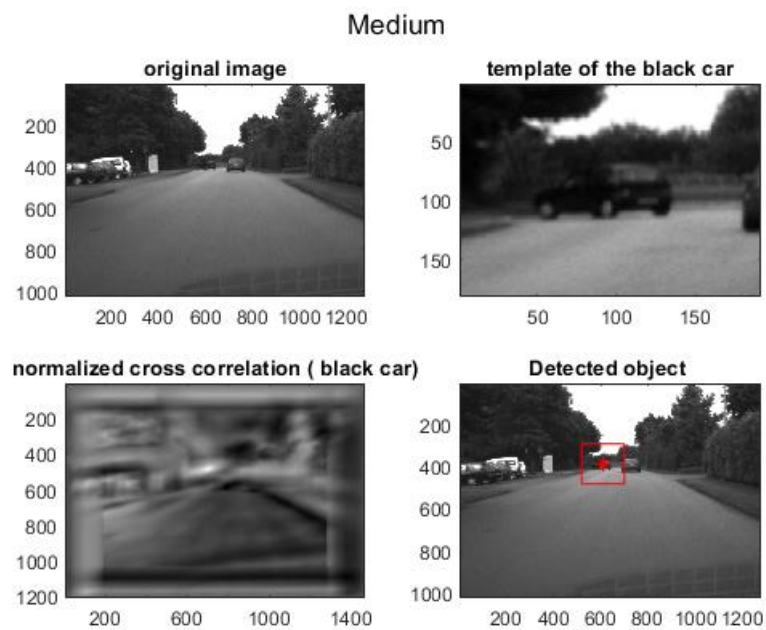 Medium
original image
200
400
600
800
1000
200 400 600 800 1000 1200
template of the black car
50
100
150
50 100 150
normalized cross correlation ( black car)
200
400
600
800
1000
1200
200 600 1000 1400
Detected object
200
400
600
800
1000
200 400 600 800 1000 1200